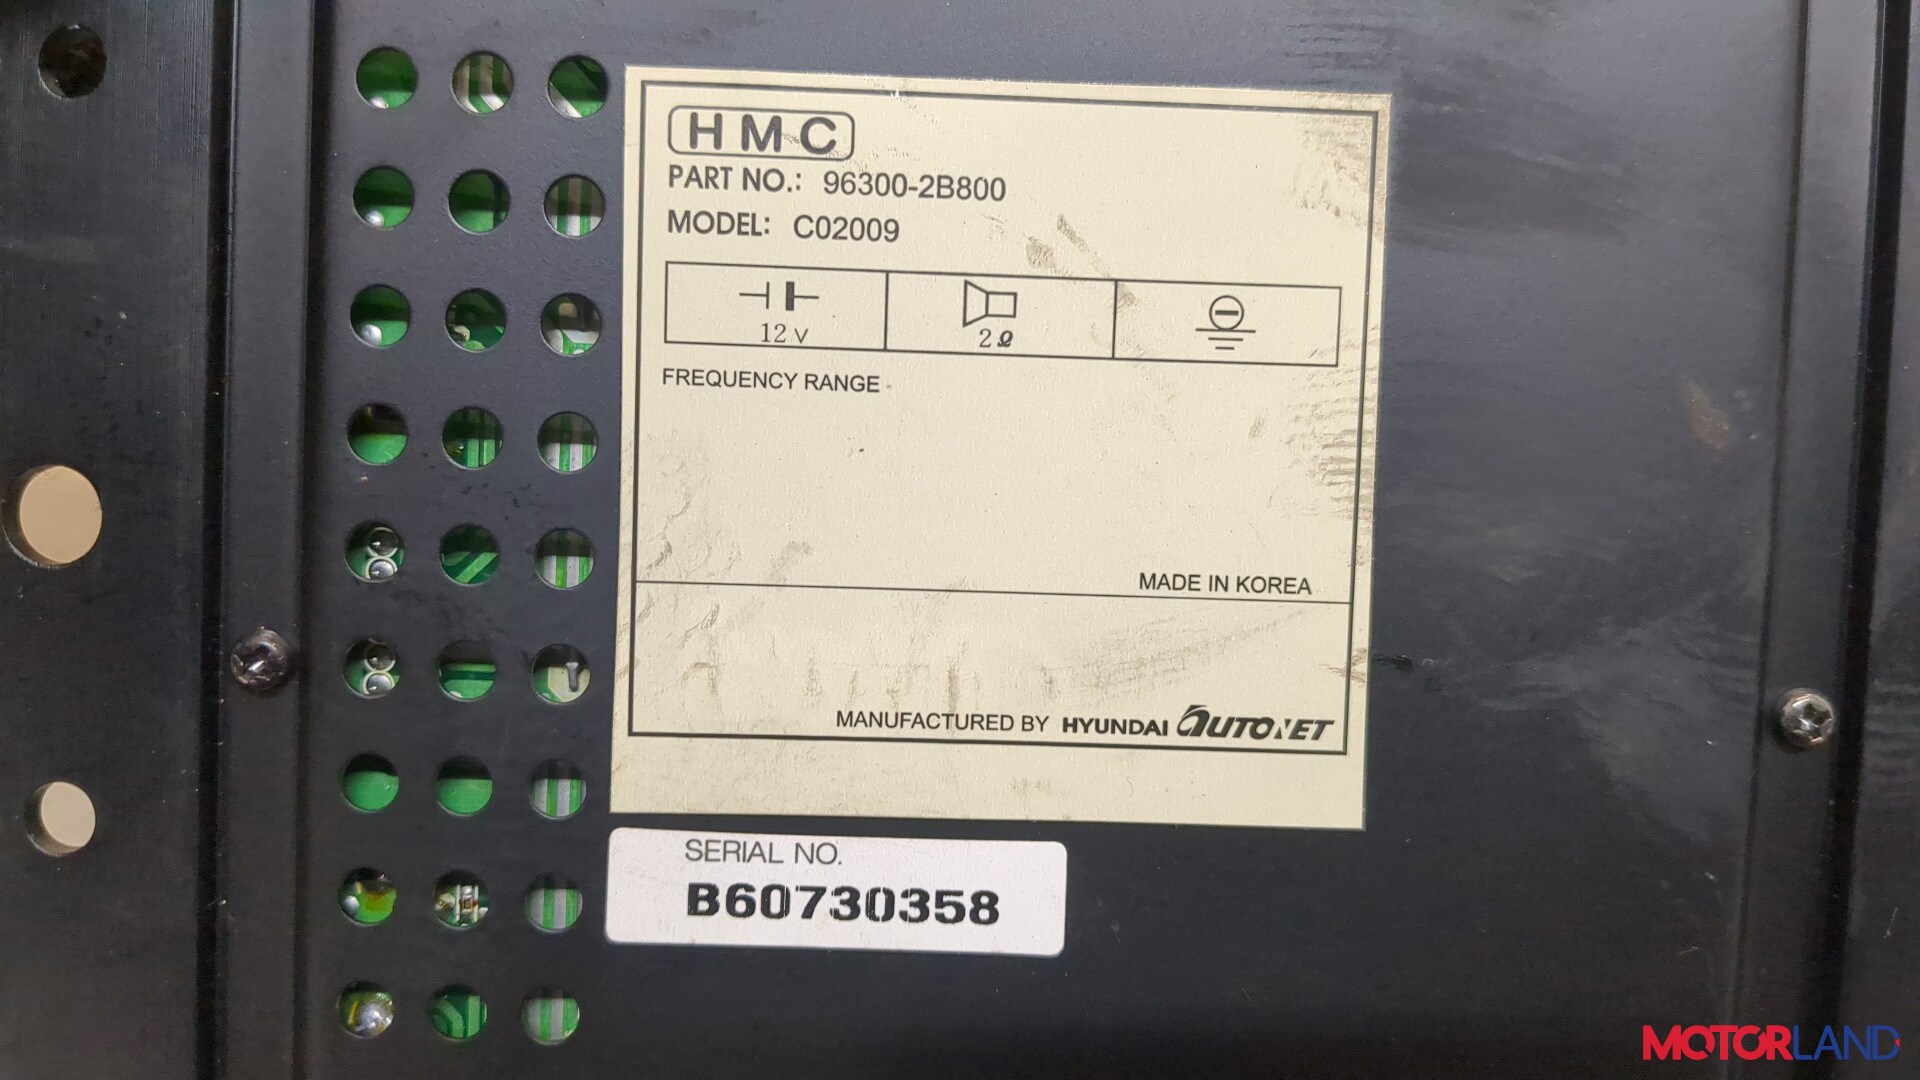 HMC
PART NO.: 96300-2B800
MODEL: C02009
12 V
2 Ω
FREQUENCY RANGE
MADE IN KOREA
MANUFACTURED BY HYUNDAI AUTONET
SERIAL NO.
B60730358
MOTORLAND